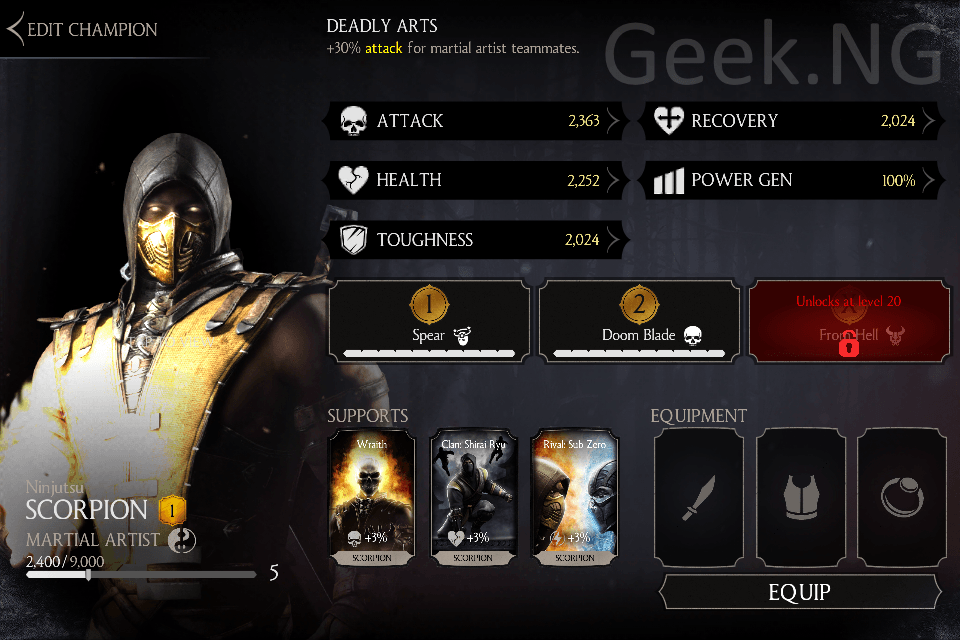 EDIT CHAMPION
DEADLY ARTS
+30% attack for martial artist teammates.
Geek.NG
ATTACK 2,363
RECOVERY 2,024
HEALTH 2,252
POWER GEN 100%
TOUGHNESS 2,024
1
Spear
2
Doom Blade
Unlocks at level 20
From Hell
SUPPORTS
EQUIPMENT
Wraith
+3%
SCORPION
Clan: Shirai Ryu
+3%
SCORPION
Rival: Sub Zero
+3%
SCORPION
Ninjutsu
SCORPION 1
MARTIAL ARTIST
2,400/9,000
5
EQUIP